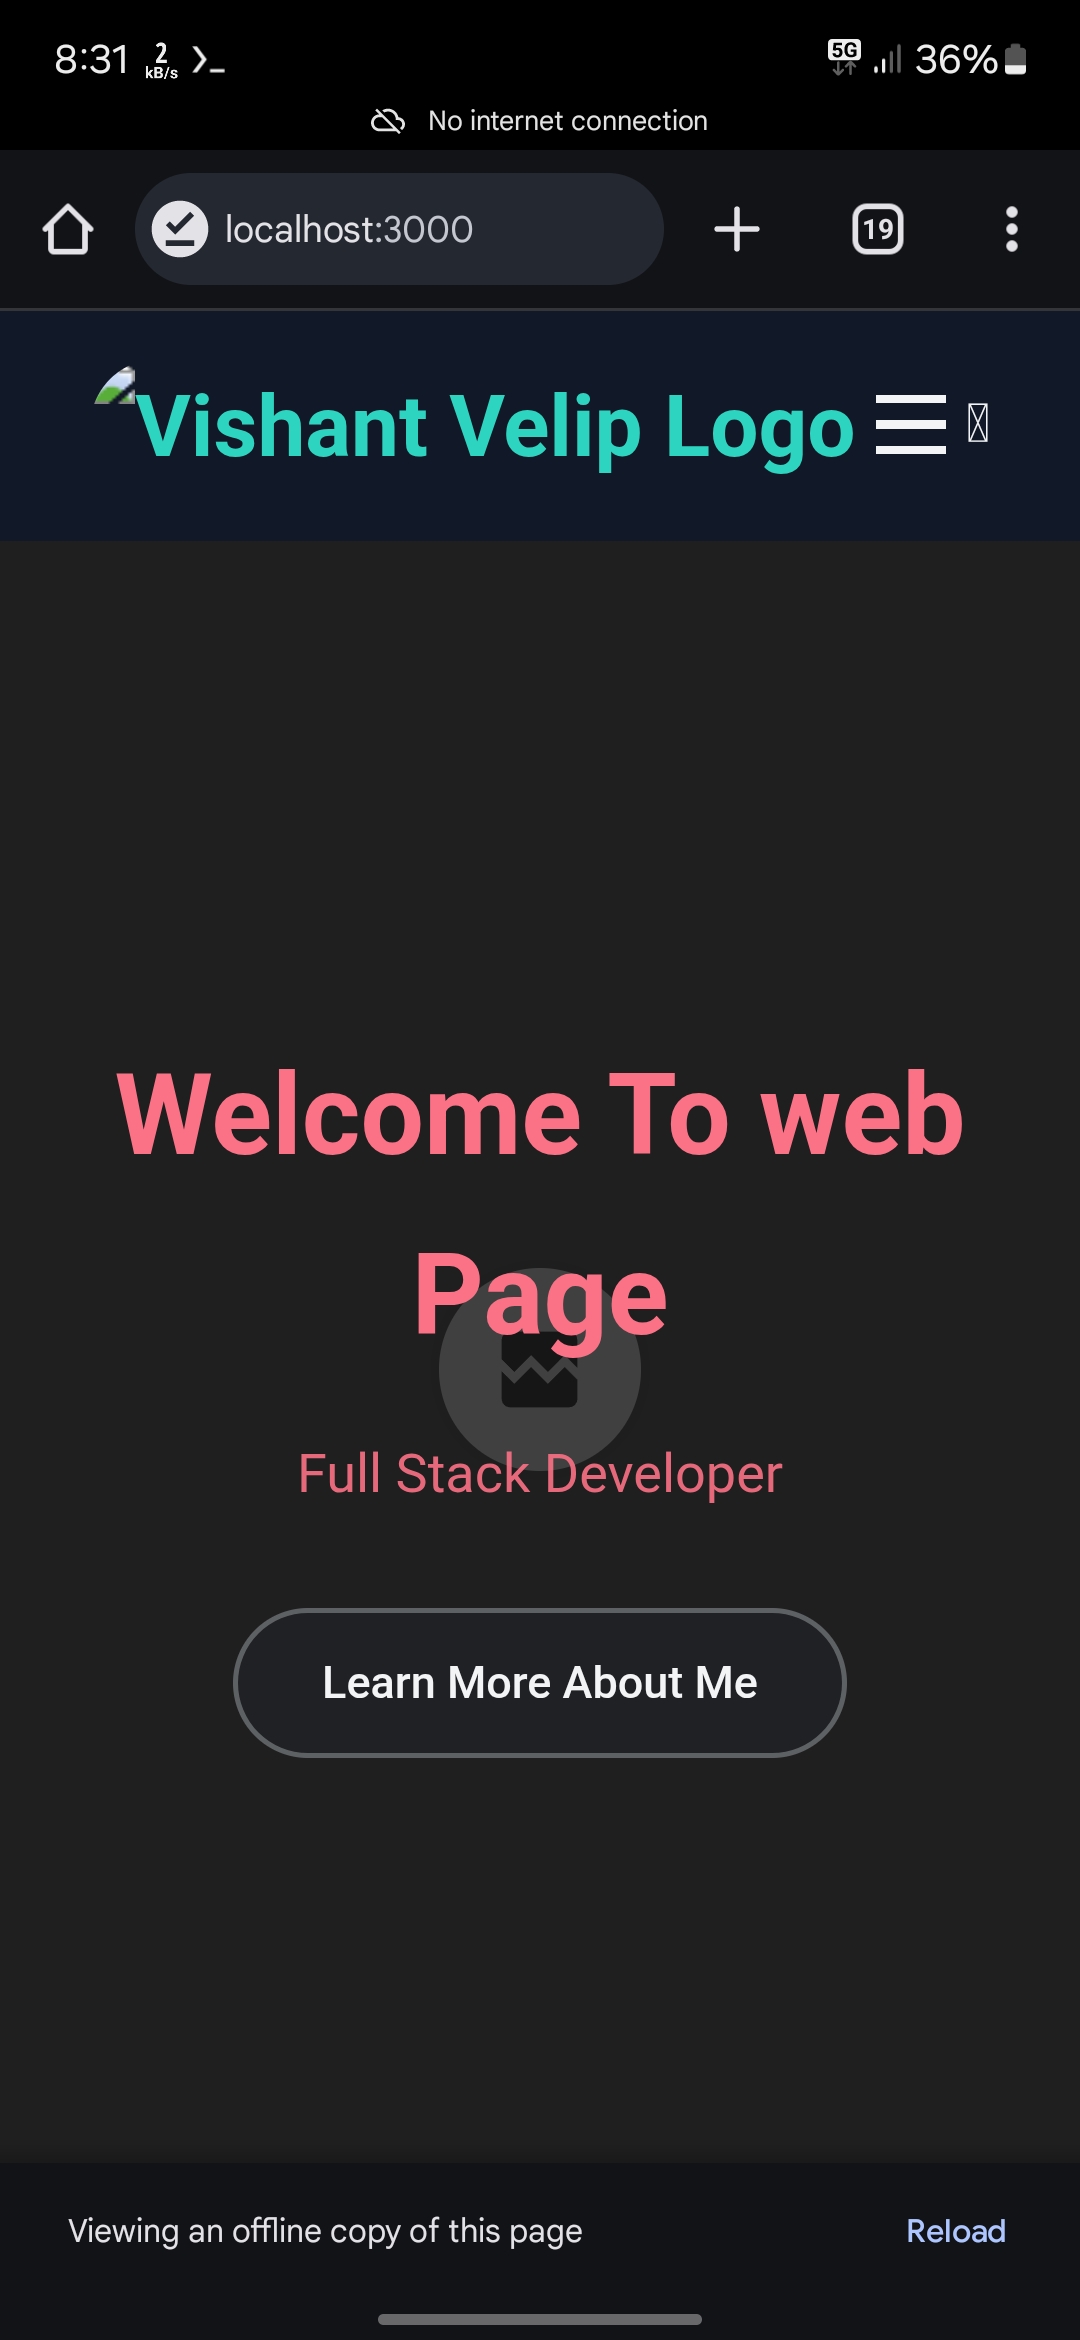 8:31 2 kB/s 5G 36%
No internet connection
localhost:3000 19
Vishant Velip Logo
Welcome To web
Page
Full Stack Developer
Learn More About Me
Viewing an offline copy of this page Reload